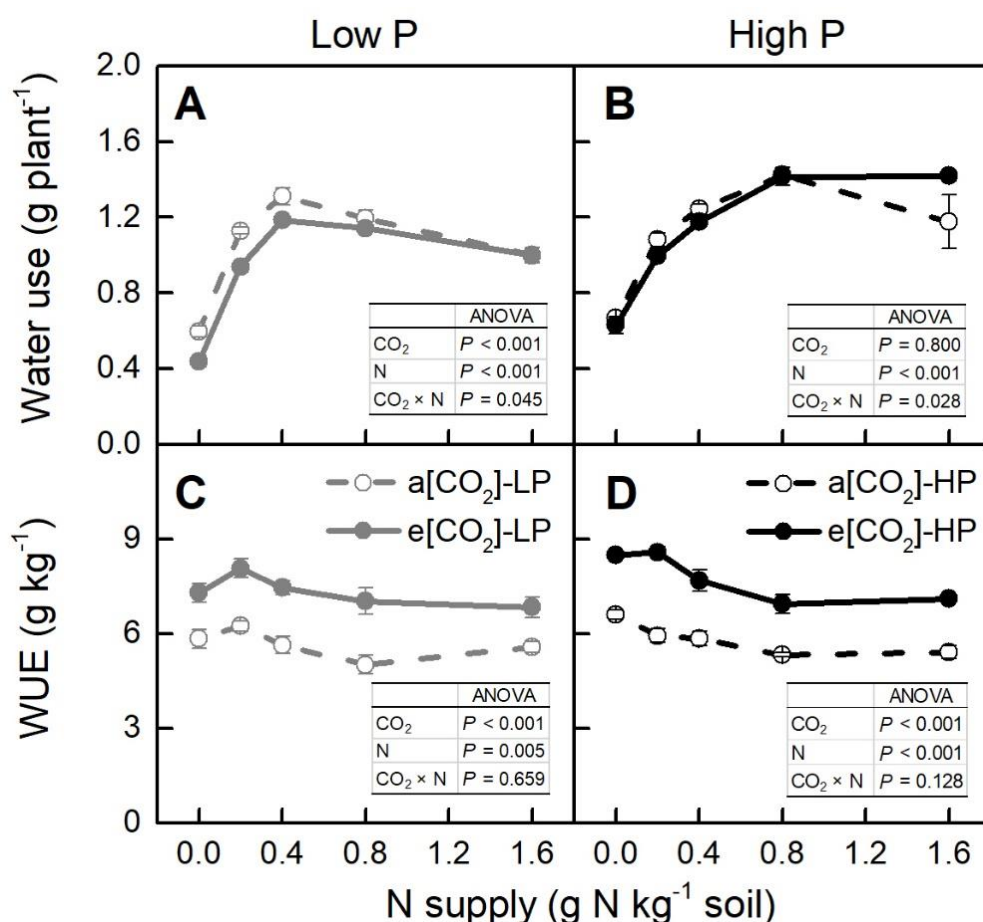 Low P
High P
Water use (g plant⁻¹)
2.0
1.6
1.2
0.8
0.4
0.0
A
ANOVA
CO₂ P < 0.001
N P < 0.001
CO₂ × N P = 0.045
B
ANOVA
CO₂ P = 0.800
N P < 0.001
CO₂ × N P = 0.028
WUE (g kg⁻¹)
9
6
3
0
C
a[CO₂]-LP
e[CO₂]-LP
ANOVA
CO₂ P < 0.001
N P = 0.005
CO₂ × N P = 0.659
D
a[CO₂]-HP
e[CO₂]-HP
ANOVA
CO₂ P < 0.001
N P < 0.001
CO₂ × N P = 0.128
0.0 0.4 0.8 1.2 1.6
0.0 0.4 0.8 1.2 1.6
N supply (g N kg⁻¹ soil)